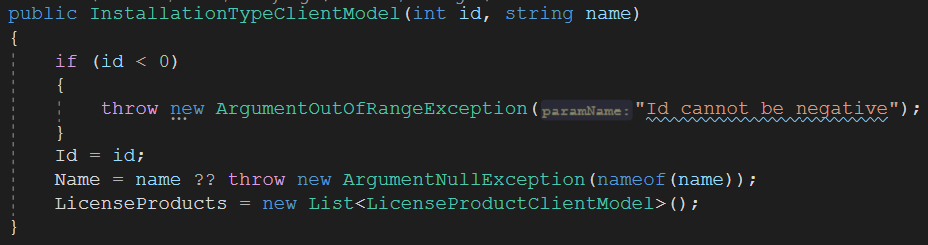 public InstallationTypeClientModel(int id, string name)
{
if (id < 0)
{
throw new ArgumentOutOfRangeException(paramName:"Id cannot be negative");
}
Id = id;
Name = name ?? throw new ArgumentNullException(nameof(name));
LicenseProducts = new List<LicenseProductClientModel>();
}